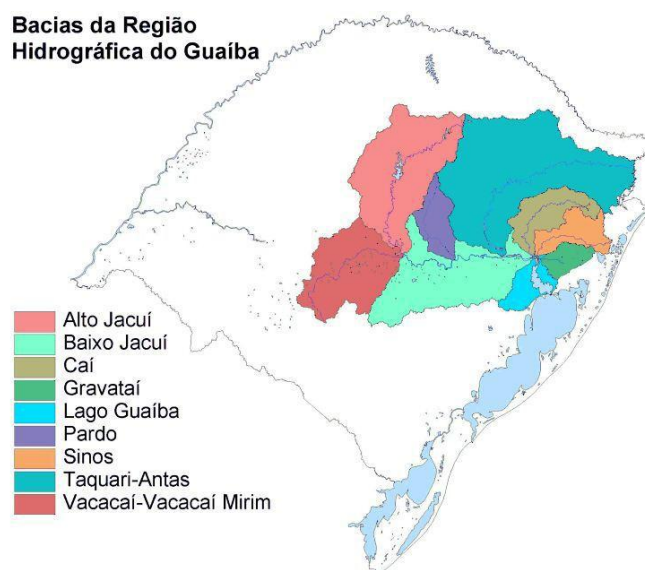 Bacias da Região
Hidrográfica do Guaíba
Alto Jacuí
Baixo Jacuí
Caí
Gravataí
Lago Guaíba
Pardo
Sinos
Taquari-Antas
Vacacaí-Vacacaí Mirim